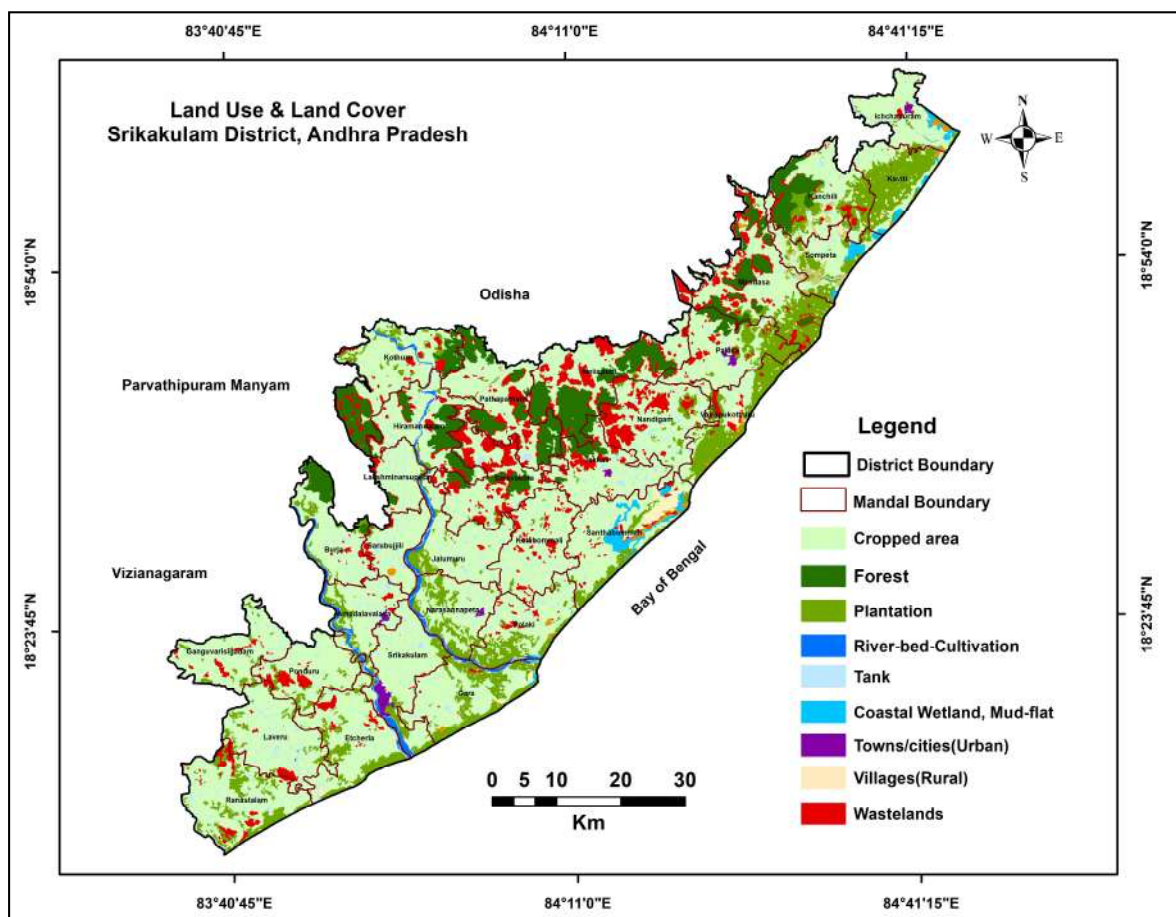 83°40'45"E
84°11'0"E
84°41'15"E
Land Use & Land Cover
Srikakulam District, Andhra Pradesh
N
W
E
S
Kaviti
Kanchili
Sompeta
18°54'0"N
18°54'0"N
Odisha
Kothuru
Parvathipuram Manyam
Nandigam
Legend
District Boundary
Mandal Boundary
Cropped area
Forest
Plantation
River-bed-Cultivation
Tank
Coastal Wetland, Mud-flat
Towns/cities(Urban)
Villages(Rural)
Wastelands
Burja
Sarabujjili
Jalumuru
Vizianagaram
Bay of Bengal
Narasannapeta
Polaki
18°23'45"N
18°23'45"N
Srikakulam
Ganguvarisigadam
Ponduru
Gara
Laveru
Etcherla
Ranastalam
0 5 10 20 30
Km
83°40'45"E
84°11'0"E
84°41'15"E